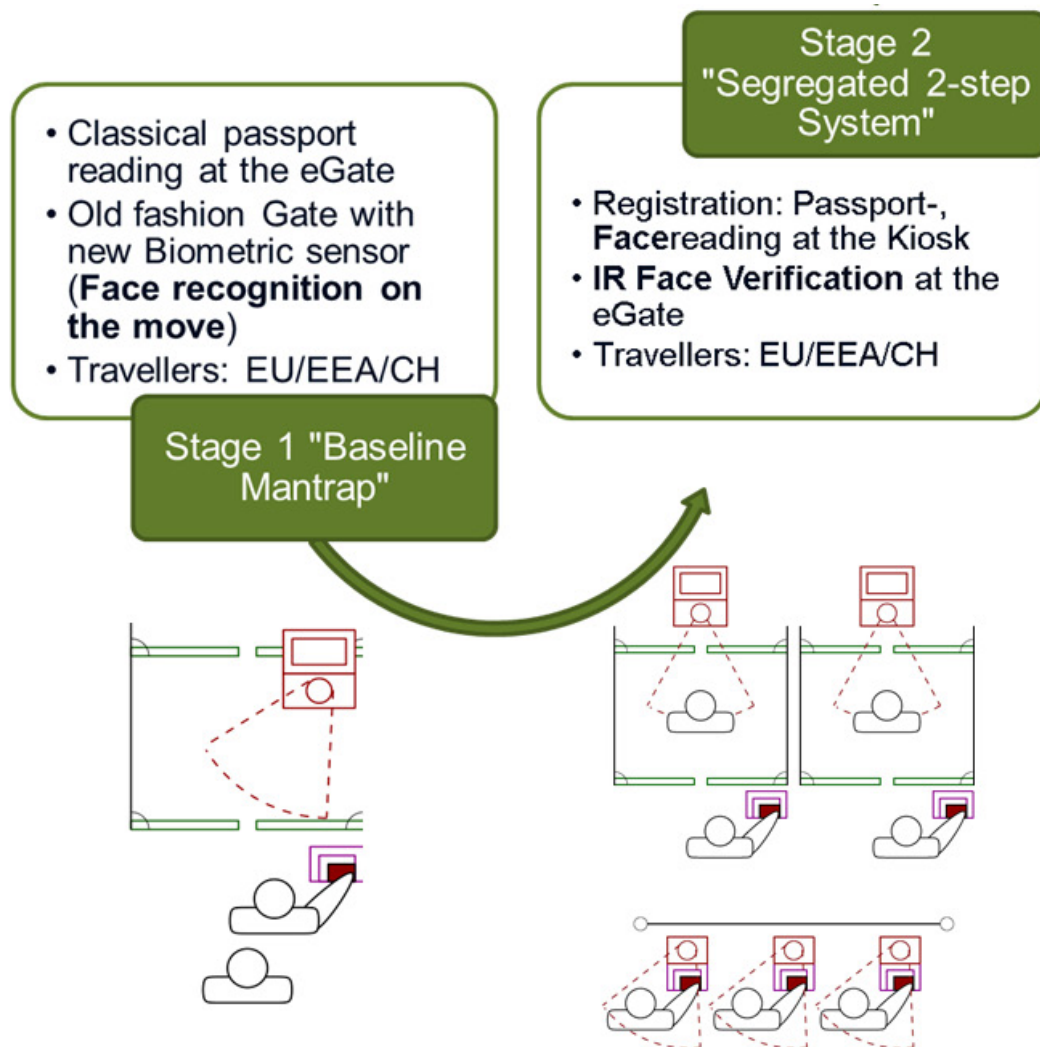 • Classical passport
reading at the eGate
• Old fashion Gate with
new Biometric sensor
(Face recognition on
the move)
• Travellers: EU/EEA/CH
Stage 1 "Baseline
Mantrap"
Stage 2
"Segregated 2-step
System"
• Registration: Passport-,
Facereading at the Kiosk
• IR Face Verification at the
eGate
• Travellers: EU/EEA/CH